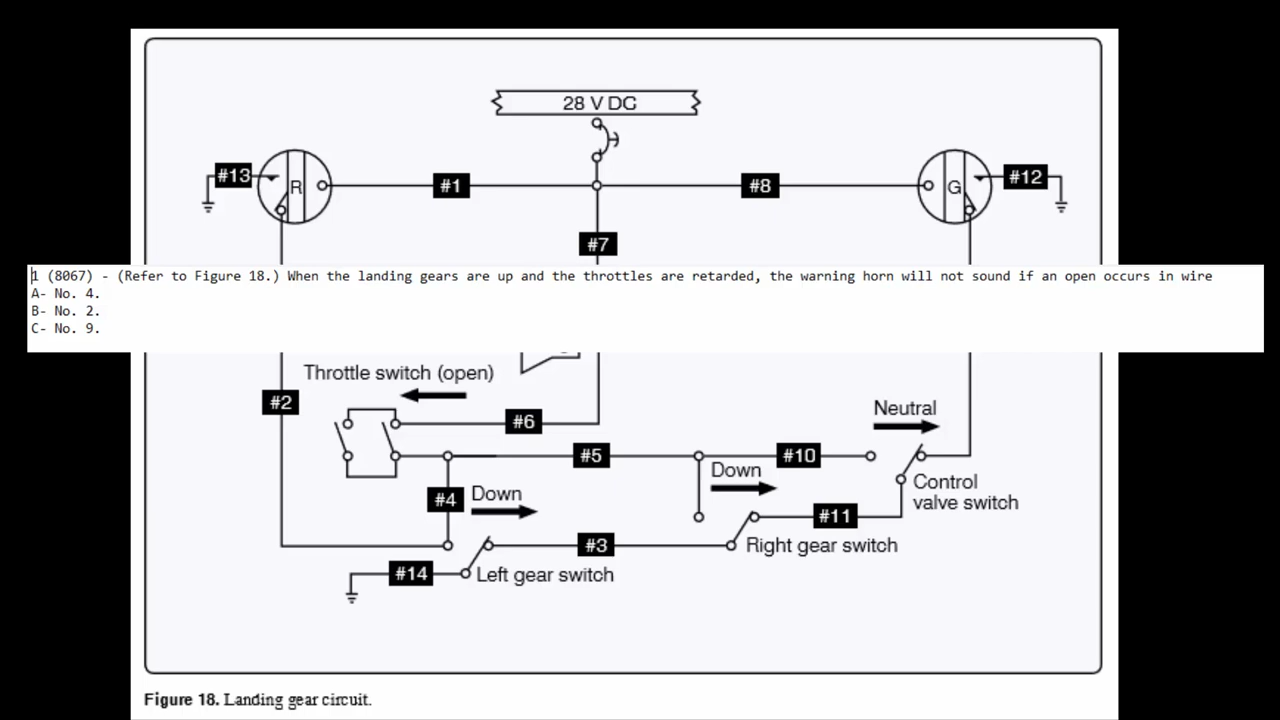 28 V DC
#13
R
#1
#8
G
#12
#7
1 (8067) - (Refer to Figure 18.) When the landing gears are up and the throttles are retarded, the warning horn will not sound if an open occurs in wire
A- No. 4.
B- No. 2.
C- No. 9.
Throttle switch (open)
#2
#6
Neutral
#5
#10
Down
Control
valve switch
#4
Down
#11
#3
Right gear switch
#14
Left gear switch
Figure 18. Landing gear circuit.